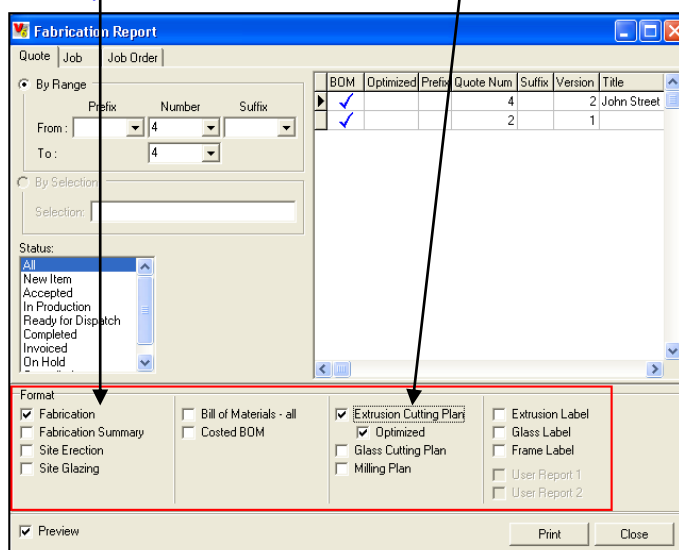 Fabrication Report
Quote Job Job Order
By Range
Prefix Number Suffix
From : 4
To : 4
By Selection
Selection:
Status:
All
New Item
Accepted
In Production
Ready for Dispatch
Completed
Invoiced
On Hold
BOM Optimized Prefix Quote Num Suffix Version Title
4 2 John Street
2 1
Format
Fabrication
Fabrication Summary
Site Erection
Site Glazing
Bill of Materials - all
Costed BOM
Extrusion Cutting Plan
Optimized
Glass Cutting Plan
Milling Plan
Extrusion Label
Glass Label
Frame Label
User Report 1
User Report 2
Preview
Print Close